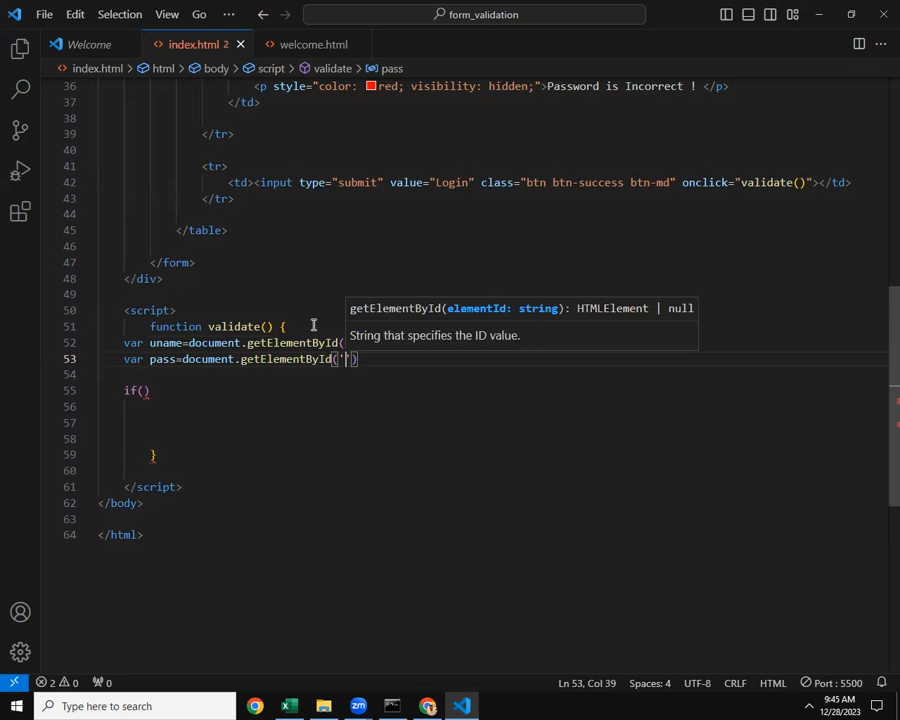 File Edit Selection View Go ··· form_validation
Welcome index.html 2 welcome.html
index.html > html > body > script > validate > pass
36 <p style="color: red; visibility: hidden;">Password is Incorrect ! </p>
37 </td>
38
39 </tr>
40
41 <tr>
42 <td><input type="submit" value="Login" class="btn btn-success btn-md" onclick="validate()"></td>
43 </tr>
44
45 </table>
46
47 </form>
48 </div>
49
50 <script>
51 function validate() {
52 var uname=document.getElementById(
53 var pass=document.getElementById('')
54
55 if()
56
57
58
59 }
60
61 </script>
62 </body>
63
64 </html>
getElementById(elementId: string): HTMLElement | null
String that specifies the ID value.
2 0 0 Ln 53, Col 39 Spaces: 4 UTF-8 CRLF HTML Port : 5500
Type here to search
9:45 AM
12/28/2023